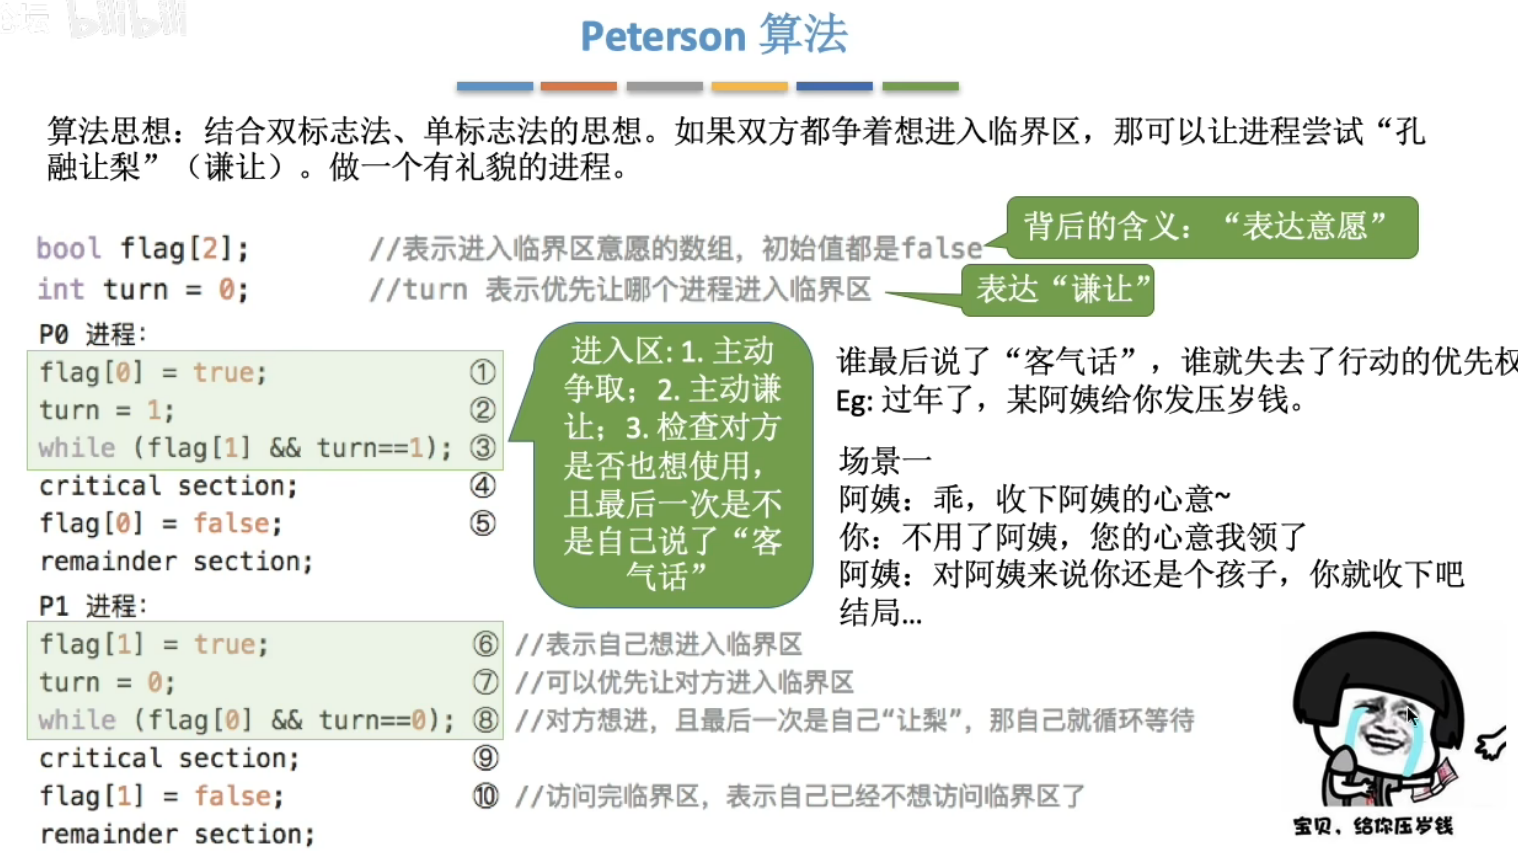 bilibili
Peterson 算法
算法思想：结合双标志法、单标志法的思想。如果双方都争着想进入临界区，那可以让进程尝试“孔
融让梨”（谦让）。做一个有礼貌的进程。
背后的含义：“表达意愿”
bool flag[2]; //表示进入临界区意愿的数组，初始值都是false
int turn = 0; //turn 表示优先让哪个进程进入临界区
表达“谦让”
P0 进程：
flag[0] = true; ①
turn = 1; ②
while (flag[1] && turn==1); ③
critical section; ④
flag[0] = false; ⑤
remainder section;
进入区: 1. 主动
争取；2. 主动谦
让；3. 检查对方
是否也想使用，
且最后一次是不
是自己说了“客
气话”
谁最后说了“客气话”，谁就失去了行动的优先权
Eg: 过年了，某阿姨给你发压岁钱。
场景一
阿姨：乖，收下阿姨的心意~
你：不用了阿姨，您的心意我领了
阿姨：对阿姨来说你还是个孩子，你就收下吧
结局...
P1 进程：
flag[1] = true; ⑥ //表示自己想进入临界区
turn = 0; ⑦ //可以优先让对方进入临界区
while (flag[0] && turn==0); ⑧ //对方想进，且最后一次是自己“让梨”，那自己就循环等待
critical section; ⑨
flag[1] = false; ⑩ //访问完临界区，表示自己已经不想访问临界区了
remainder section;
宝贝、给你压岁钱